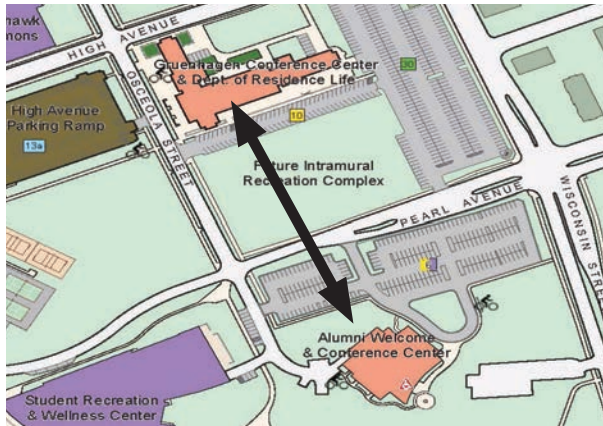 hawk
mons
HIGH AVENUE
Gruenhagen Conference Center
& Dept. of Residence Life
30
OSCEOLA STREET
High Avenue
Parking Ramp
13a
10
Future Intramural
Recreation Complex
PEARL AVENUE
WISCONSIN STREE
Alumni Welcome
& Conference Center
Student Recreation
& Wellness Center